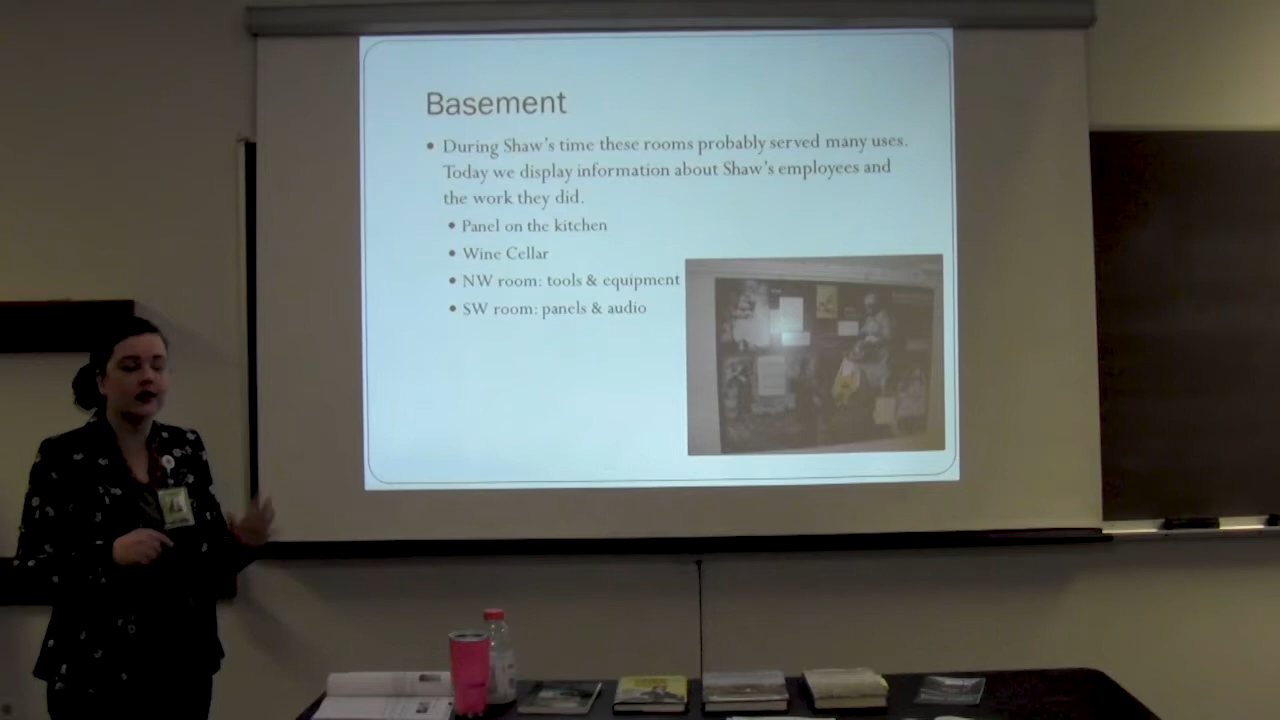 Basement
• During Shaw's time these rooms probably served many uses.
Today we display information about Shaw's employees and
the work they did.
• Panel on the kitchen
• Wine Cellar
• NW room: tools & equipment
• SW room: panels & audio